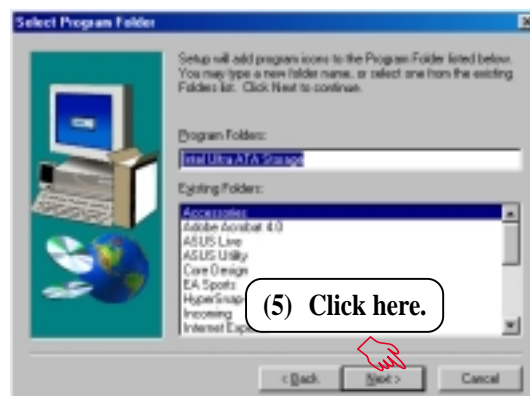 Select Program Folder
Setup will add program icons to the Program Folder listed below.
You may type a new folder name, or select one from the existing
Folders list. Click Next to continue.
Program Folders:
Intel Ultra ATA Storage
Existing Folders:
Accessories
Adobe Acrobat 4.0
ASUS Live
ASUS Utility
Core Design
EA Sports
Incoming
Internet
(5) Click here.
< Back
Next >
Cancel